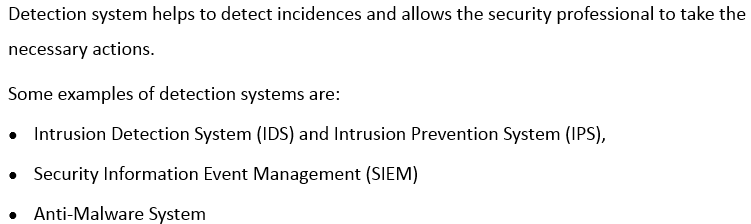 Detection system helps to detect incidences and allows the security professional to take the
necessary actions.
Some examples of detection systems are:
• Intrusion Detection System (IDS) and Intrusion Prevention System (IPS),
• Security Information Event Management (SIEM)
• Anti-Malware System